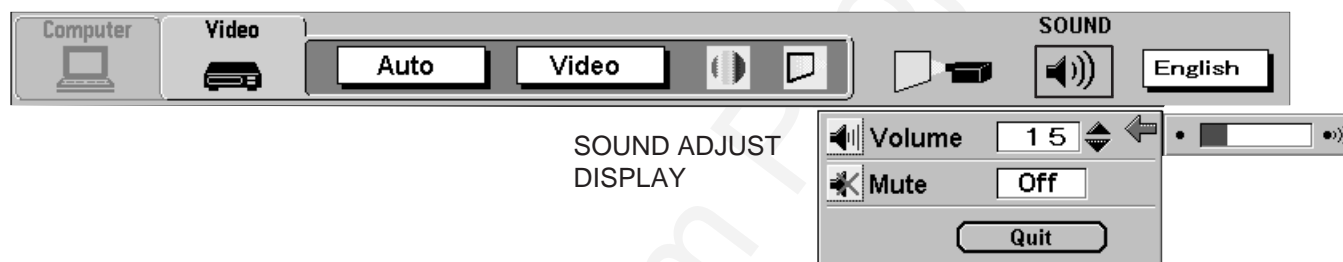 Computer Video SOUND
Auto Video English
SOUND ADJUST
DISPLAY
Volume 15
Mute Off
Quit